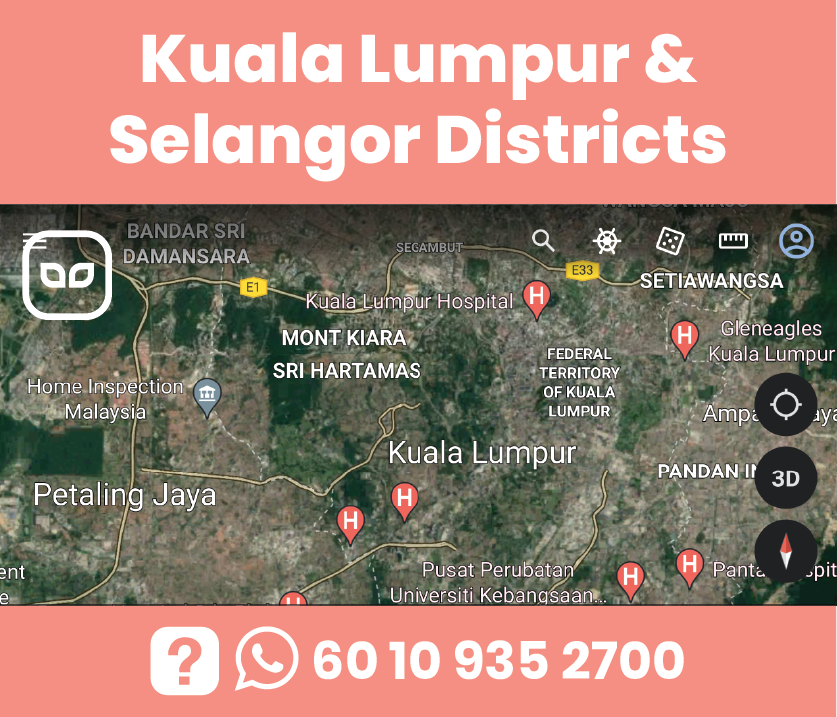 Kuala Lumpur &
Selangor Districts
BANDAR SRI
DAMANSARA
SEGAMBUT
E1
E33
SETIAWANGSA
Kuala Lumpur Hospital
H
H
Gleneagles
Kuala Lumpur
MONT KIARA
SRI HARTAMAS
FEDERAL
TERRITORY
OF KUALA
LUMPUR
Home Inspection
Malaysia
Kuala Lumpur
3D
Petaling Jaya
H
H
Pusat Perubatan
Universiti Kebangsaan...
H
H
H
? 60 10 935 2700